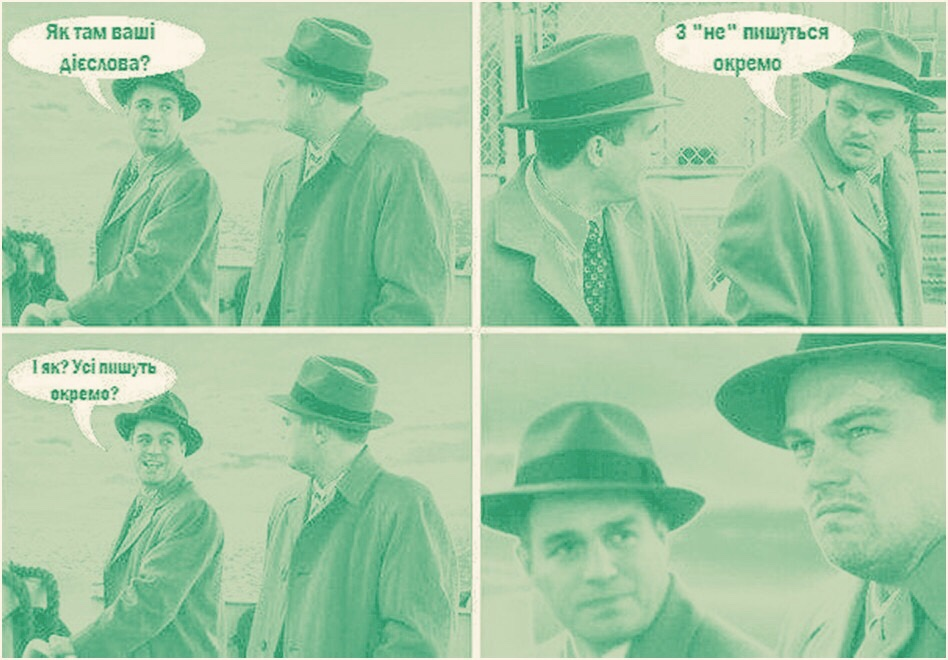 Як там ваші
дієслова?
З "не" пишуться
окремо
І як? Усі пишуть
окремо?